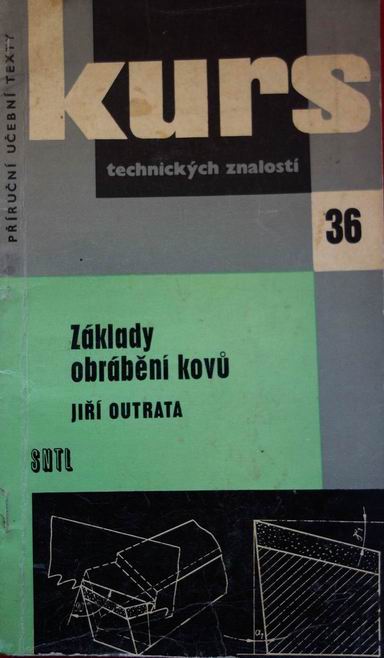 PŘÍRUČNÍ UČEBNÍ TEXTY
kurs
technických znalostí
36
Základy
obrábění kovů
JIŘÍ OUTRATA
SNTL